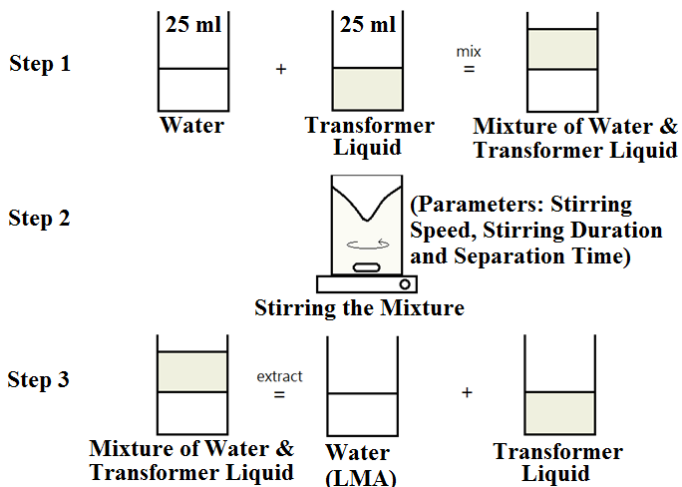 25 ml
25 ml
Step 1
+
mix
=
Water
Transformer
Liquid
Mixture of Water &
Transformer Liquid
Step 2
(Parameters: Stirring
Speed, Stirring Duration
and Separation Time)
Stirring the Mixture
Step 3
extract
=
+
Mixture of Water &
Transformer Liquid
Water
(LMA)
Transformer
Liquid